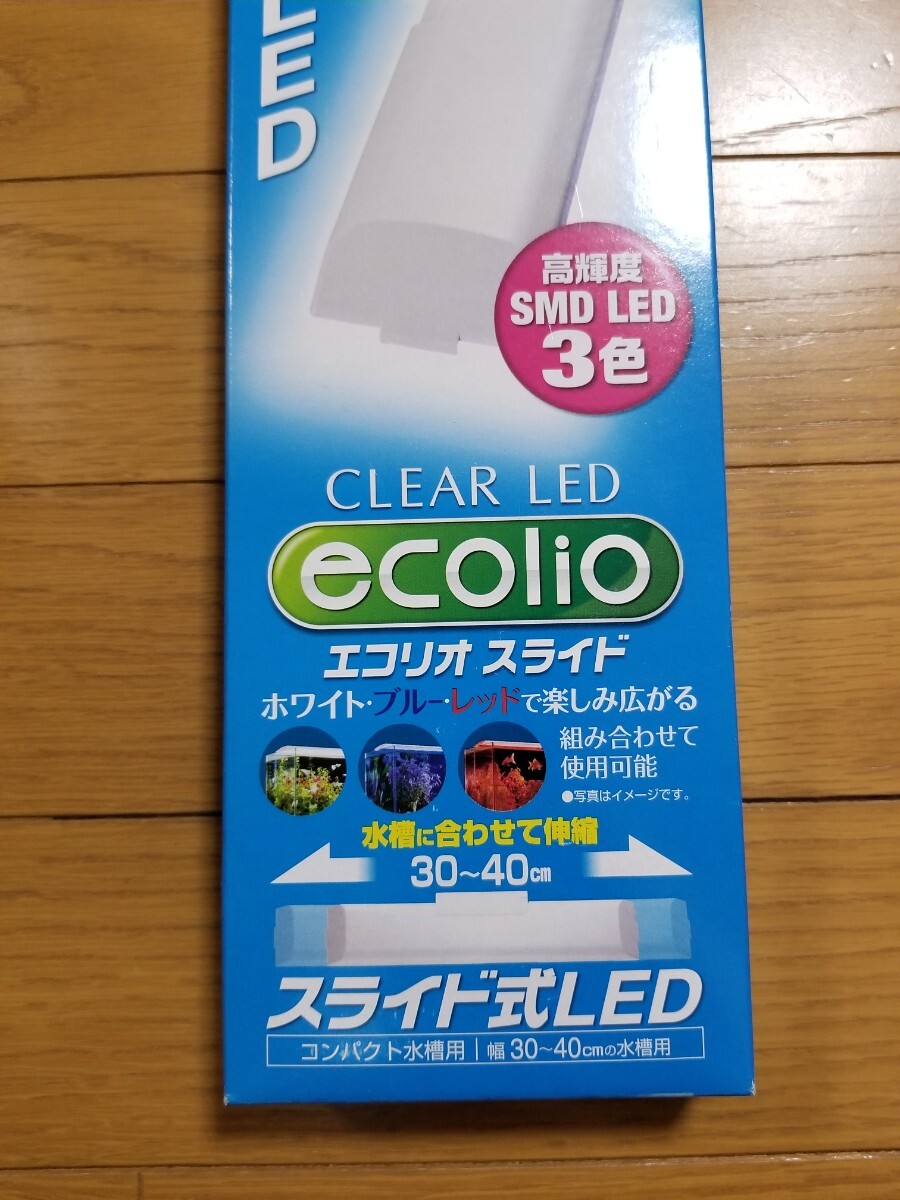 LED
高輝度
SMD LED
3色
CLEAR LED
ecolio
エコリオ スライド
ホワイト・ブルー・レッドで楽しみ広がる
組み合わせて
使用可能
●写真はイメージです。
水槽に合わせて伸縮
30〜40cm
スライド式LED
コンパクト水槽用 | 幅 30〜40cmの水槽用